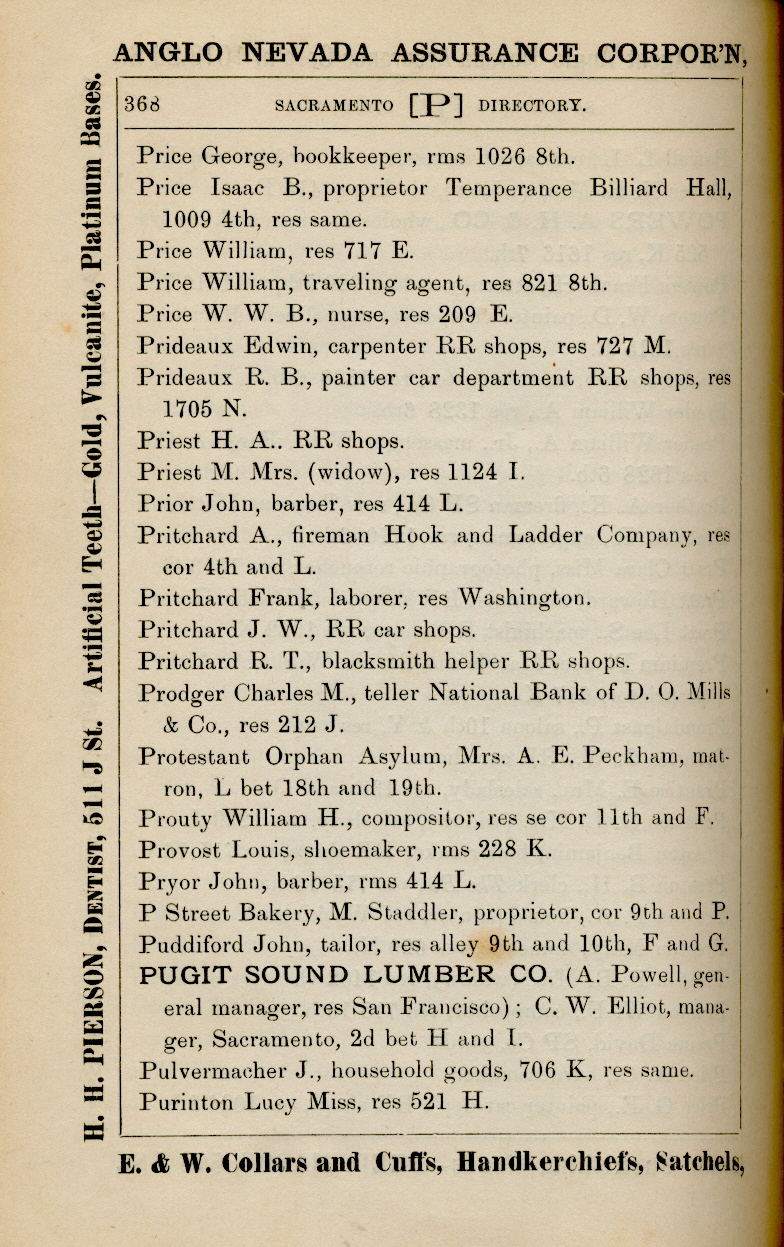 ANGLO NEVADA ASSURANCE CORPOR'N,
368 SACRAMENTO [P] DIRECTORY.
Price George, bookkeeper, rms 1026 8th.
Price Isaac B., proprietor Temperance Billiard Hall,
1009 4th, res same.
Price William, res 717 E.
Price William, traveling agent, res 821 8th.
Price W. W. B., nurse, res 209 E.
Prideaux Edwin, carpenter RR shops, res 727 M.
Prideaux R. B., painter car department RR shops, res
1705 N.
Priest H. A.. RR shops.
Priest M. Mrs. (widow), res 1124 I.
Prior John, barber, res 414 L.
Pritchard A., fireman Hook and Ladder Company, res
cor 4th and L.
Pritchard Frank, laborer, res Washington.
Pritchard J. W., RR car shops.
Pritchard R. T., blacksmith helper RR shops.
Prodger Charles M., teller National Bank of D. O. Mills
& Co., res 212 J.
Protestant Orphan Asylum, Mrs. A. E. Peckham, mat-
ron, L bet 18th and 19th.
Prouty William H., compositor, res se cor 11th and F.
Provost Louis, shoemaker, rms 228 K.
Pryor John, barber, rms 414 L.
P Street Bakery, M. Staddler, proprietor, cor 9th and P.
Puddiford John, tailor, res alley 9th and 10th, F and G.
PUGIT SOUND LUMBER CO. (A. Powell, gen-
eral manager, res San Francisco); C. W. Elliot, mana-
ger, Sacramento, 2d bet H and I.
Pulvermacher J., household goods, 706 K, res same.
Purinton Lucy Miss, res 521 H.
E. & W. Collars and Cuffs, Handkerchiefs, Satchels,
H. H. PIERSON, DENTIST, 511 J St. Artificial Teeth—Gold, Vulcanite, Platinum Bases.